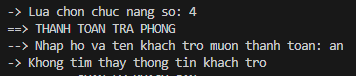 -> Lua chon chuc nang so: 4
==> THANH TOAN TRA PHONG
--> Nhap ho va ten khach tro muon thanh toan: an
-> Khong tim thay thong tin khach tro